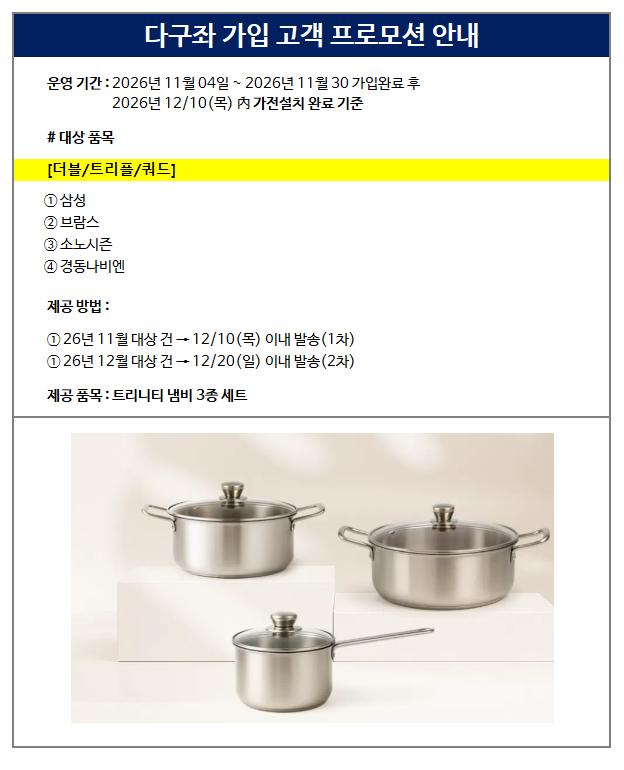 다구좌 가입 고객 프로모션 안내
운영 기간 : 2026년 11월 04일 ~ 2026년 11월 30 가입완료 후
2026년 12/10(목) 內 가전설치 완료 기준
# 대상 품목
[더블/트리플/쿼드]
① 삼성
② 브람스
③ 소노시즌
④ 경동나비엔
제공 방법 :
① 26년 11월 대상 건 → 12/10(목) 이내 발송(1차)
① 26년 12월 대상 건 → 12/20(일) 이내 발송(2차)
제공 품목 : 트리니티 냄비 3종 세트